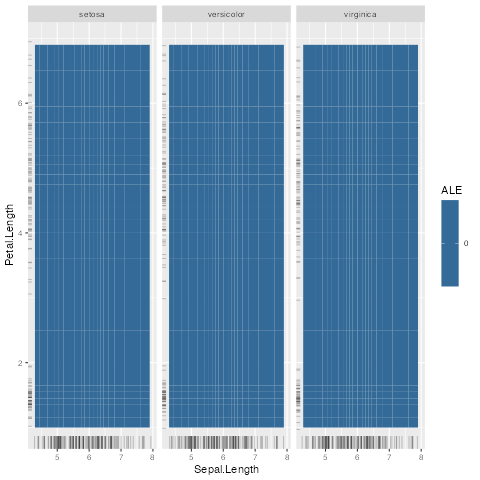 setosa
versicolor
virginica
ALE
6
4
2
0
Petal.Length
5 6 7 8
5 6 7 8
5 6 7 8
Sepal.Length